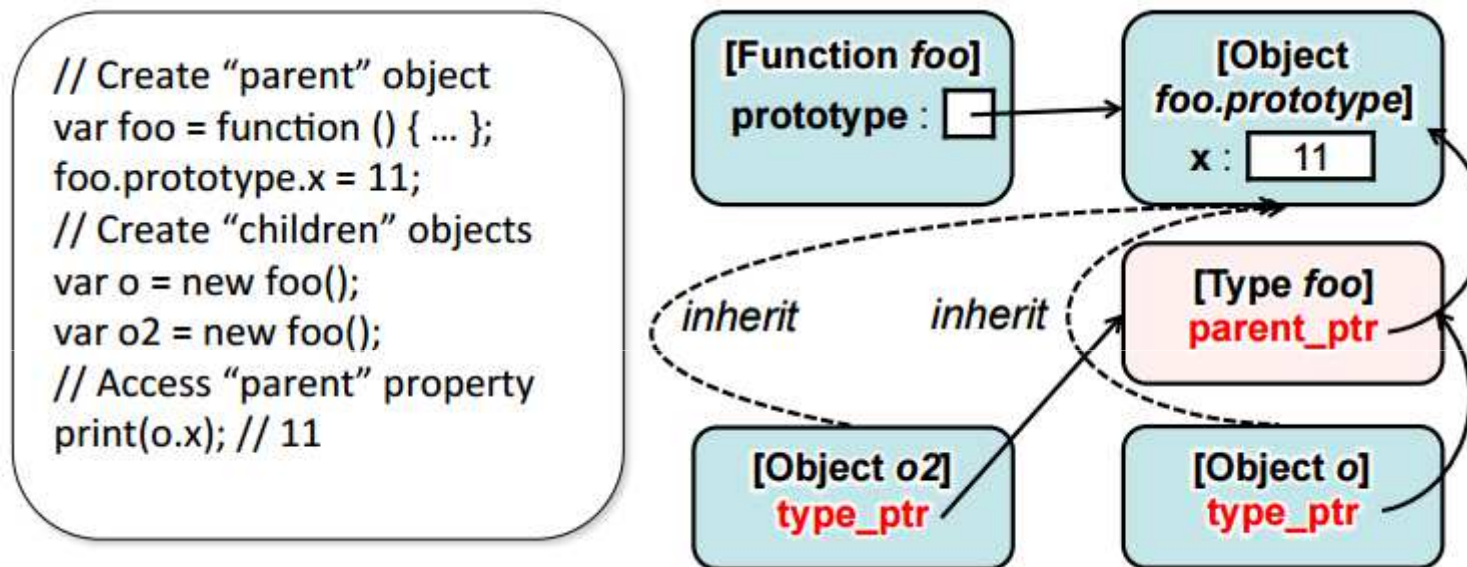 // Create “parent” object
var foo = function () { ... };
foo.prototype.x = 11;
// Create “children” objects
var o = new foo();
var o2 = new foo();
// Access “parent” property
print(o.x); // 11
[Function foo]
prototype :
[Object
foo.prototype]
x : 11
inherit
inherit
[Type foo]
parent_ptr
[Object o2]
type_ptr
[Object o]
type_ptr